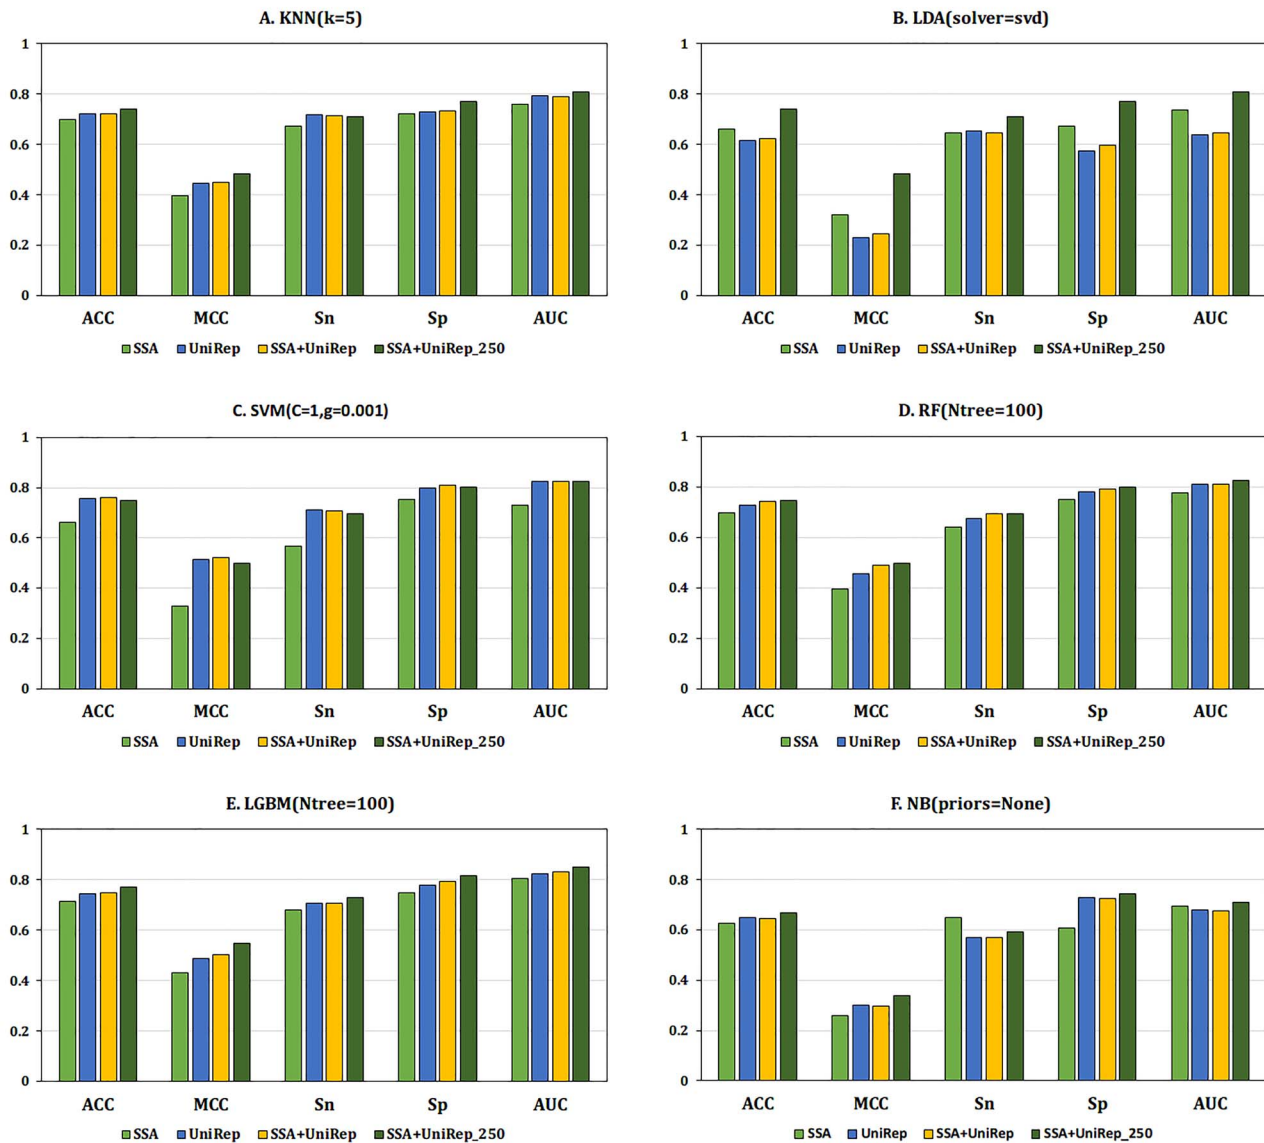 A. KNN(k=5)
1
0.8
0.6
0.4
0.2
0
ACC MCC Sn Sp AUC
SSA UniRep SSA+UniRep SSA+UniRep_250
B. LDA(solver=svd)
1
0.8
0.6
0.4
0.2
0
ACC MCC Sn Sp AUC
SSA UniRep SSA+UniRep SSA+UniRep_250
C. SVM(C=1,g=0.001)
1
0.8
0.6
0.4
0.2
0
ACC MCC Sn Sp AUC
SSA UniRep SSA+UniRep SSA+UniRep_250
D. RF(Ntree=100)
1
0.8
0.6
0.4
0.2
0
ACC MCC Sn Sp AUC
SSA UniRep SSA+UniRep SSA+UniRep_250
E. LGBM(Ntree=100)
1
0.8
0.6
0.4
0.2
0
ACC MCC Sn Sp AUC
SSA UniRep SSA+UniRep SSA+UniRep_250
F. NB(priors=None)
1
0.8
0.6
0.4
0.2
0
ACC MCC Sn Sp AUC
SSA UniRep SSA+UniRep SSA+UniRep_250